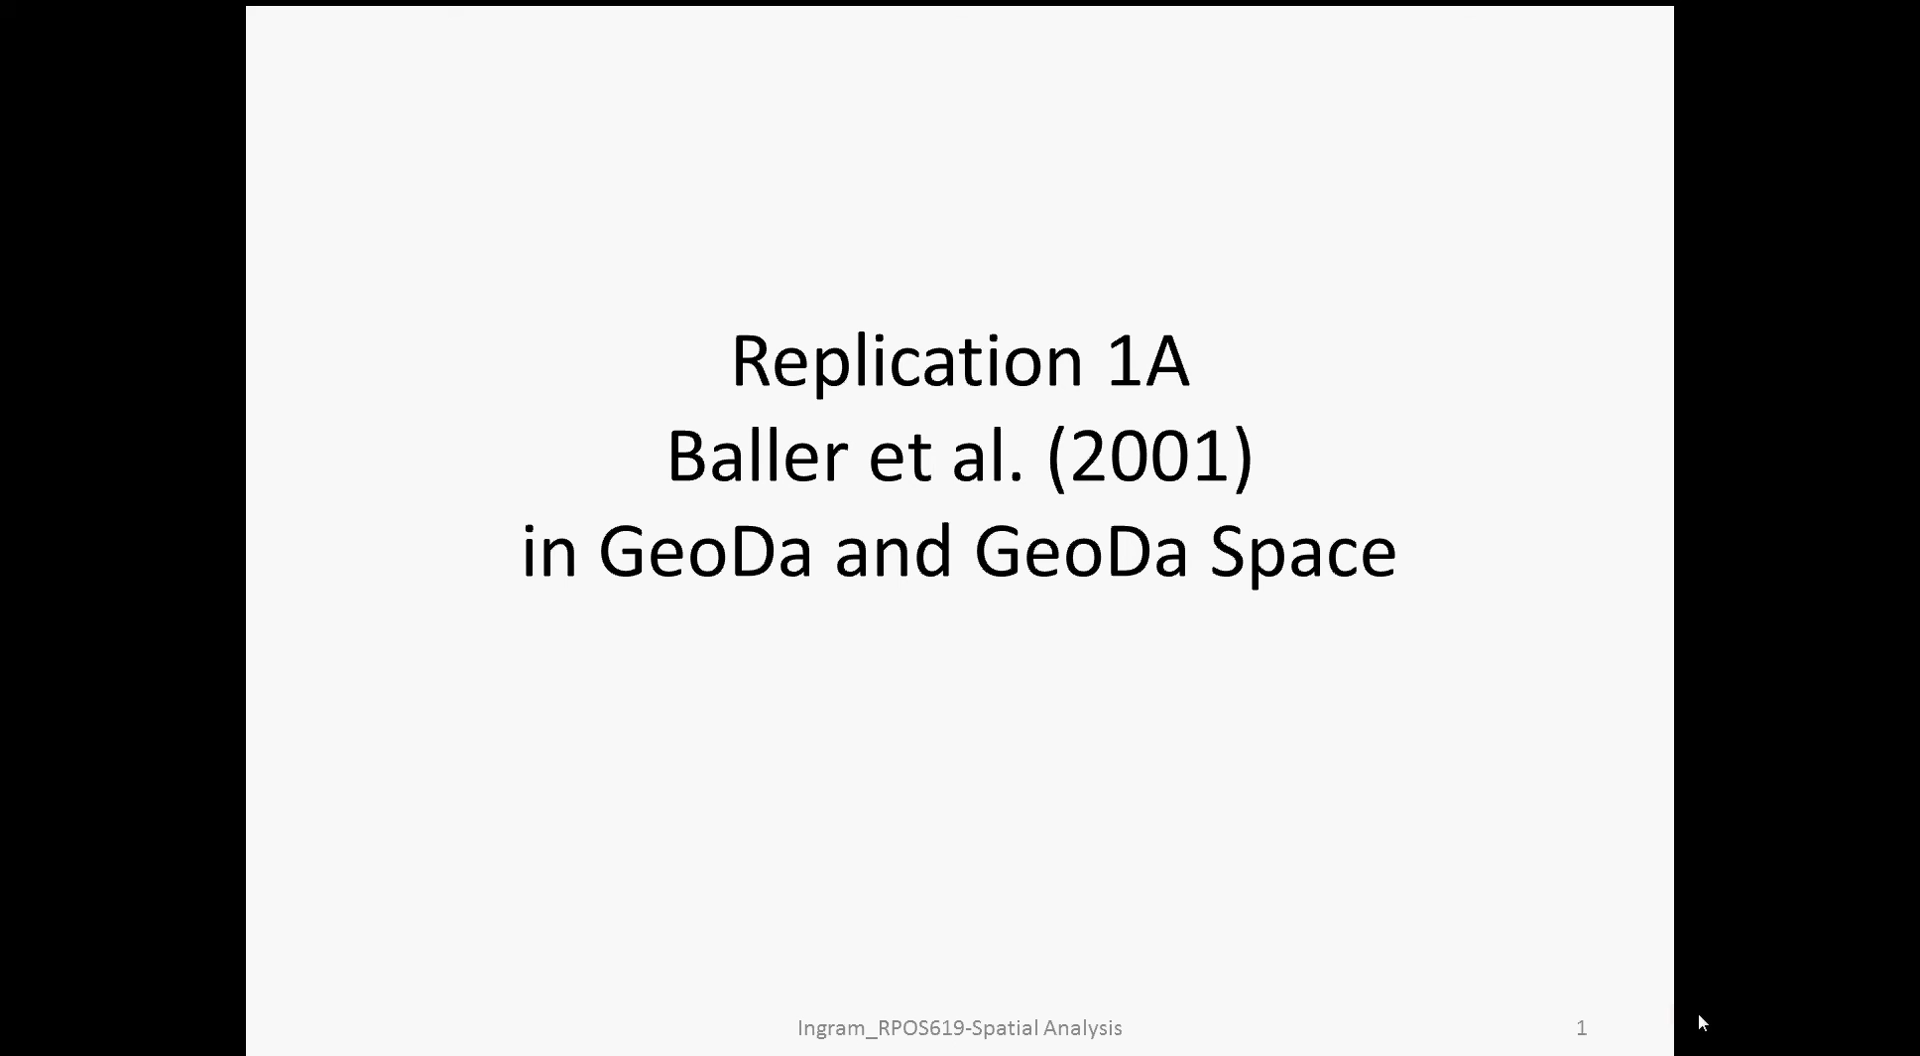 Replication 1A
Baller et al. (2001)
in GeoDa and GeoDa Space
Ingram_RPOS619-Spatial Analysis
1